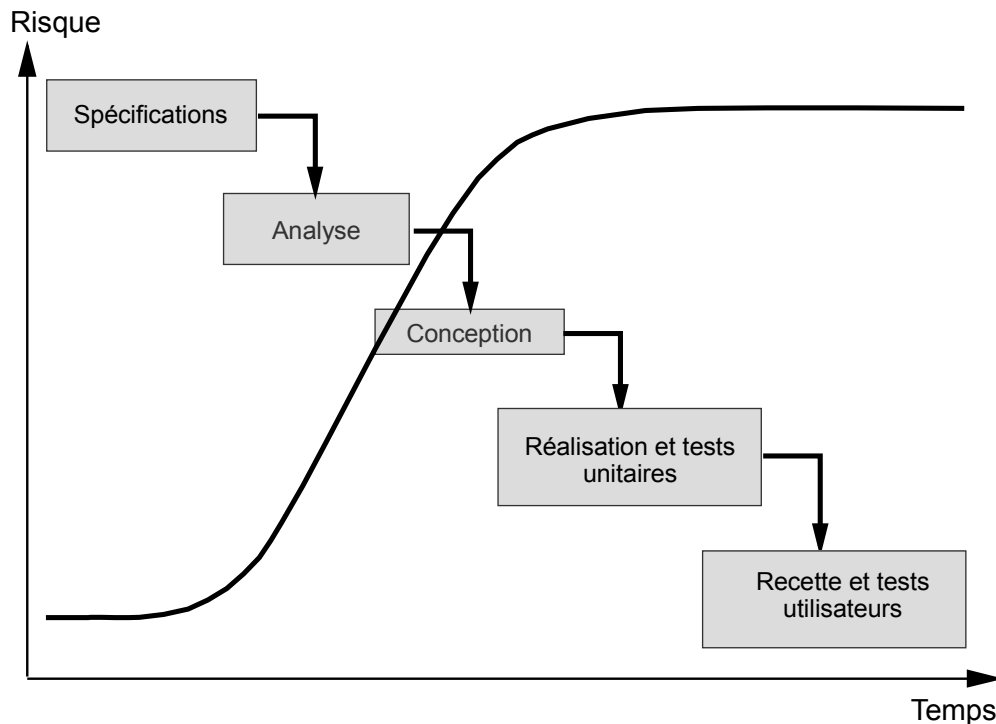 Risque
Spécifications
Analyse
Conception
Réalisation et tests
unitaires
Recette et tests
utilisateurs
Temps